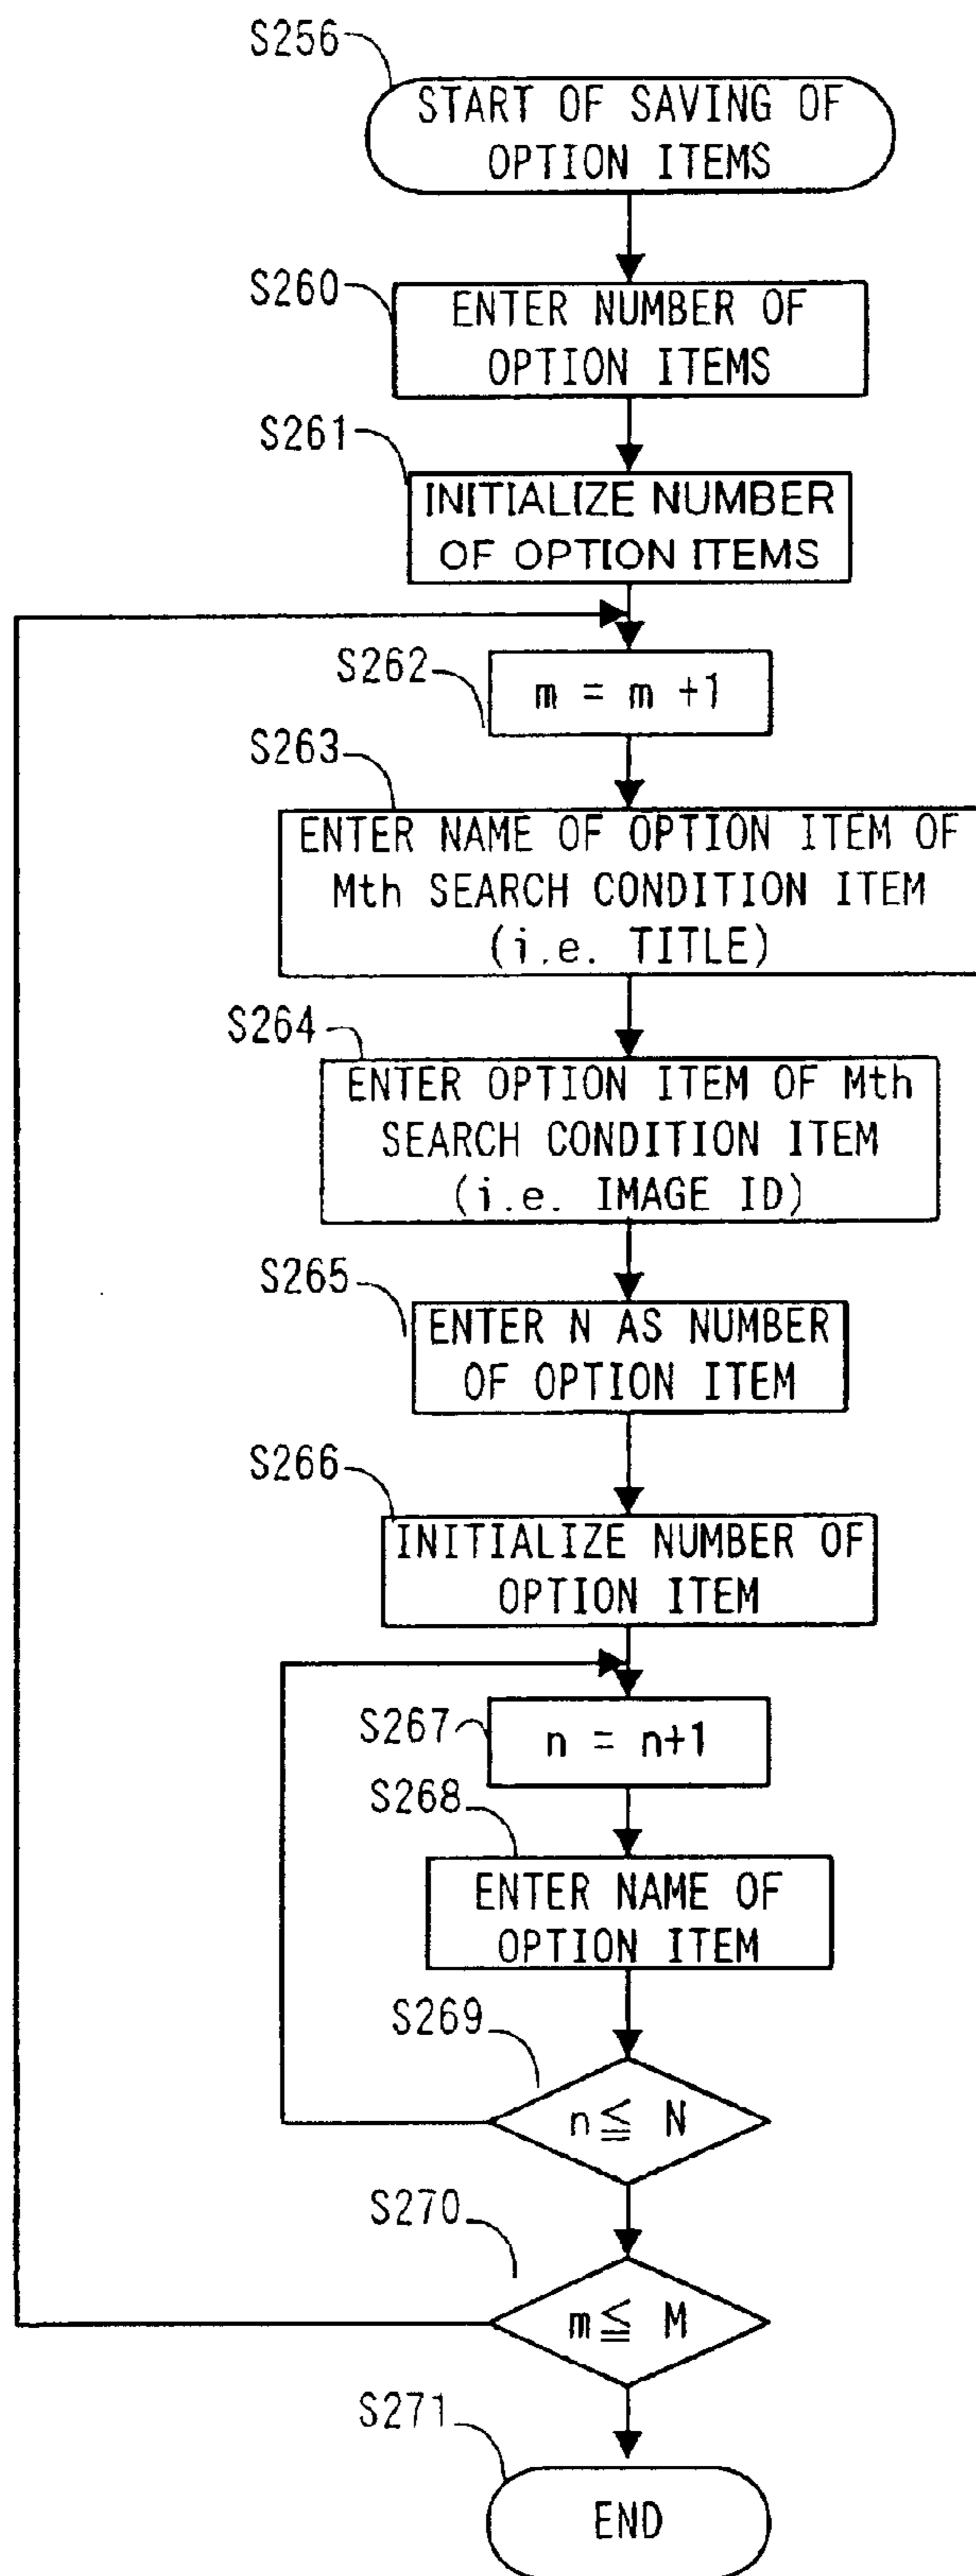 S256
START OF SAVING OF
OPTION ITEMS
S260
ENTER NUMBER OF
OPTION ITEMS
S261
INITIALIZE NUMBER
OF OPTION ITEMS
S262
m = m +1
S263
ENTER NAME OF OPTION ITEM OF
Mth SEARCH CONDITION ITEM
(i.e. TITLE)
S264
ENTER OPTION ITEM OF Mth
SEARCH CONDITION ITEM
(i.e. IMAGE ID)
S265
ENTER N AS NUMBER
OF OPTION ITEM
S266
INITIALIZE NUMBER OF
OPTION ITEM
S267
n = n+1
S268
ENTER NAME OF
OPTION ITEM
S269
n≦ N
S270
m≦ M
S271
END